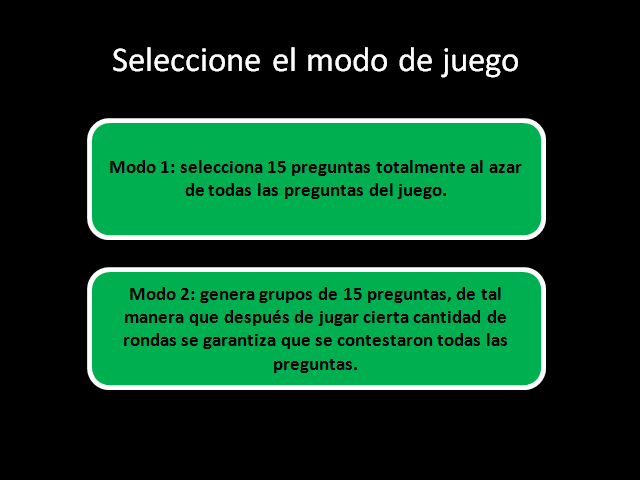 Seleccione el modo de juego
Modo 1: selecciona 15 preguntas totalmente al azar
de todas las preguntas del juego.
Modo 2: genera grupos de 15 preguntas, de tal
manera que después de jugar cierta cantidad de
rondas se garantiza que se contestaron todas las
preguntas.